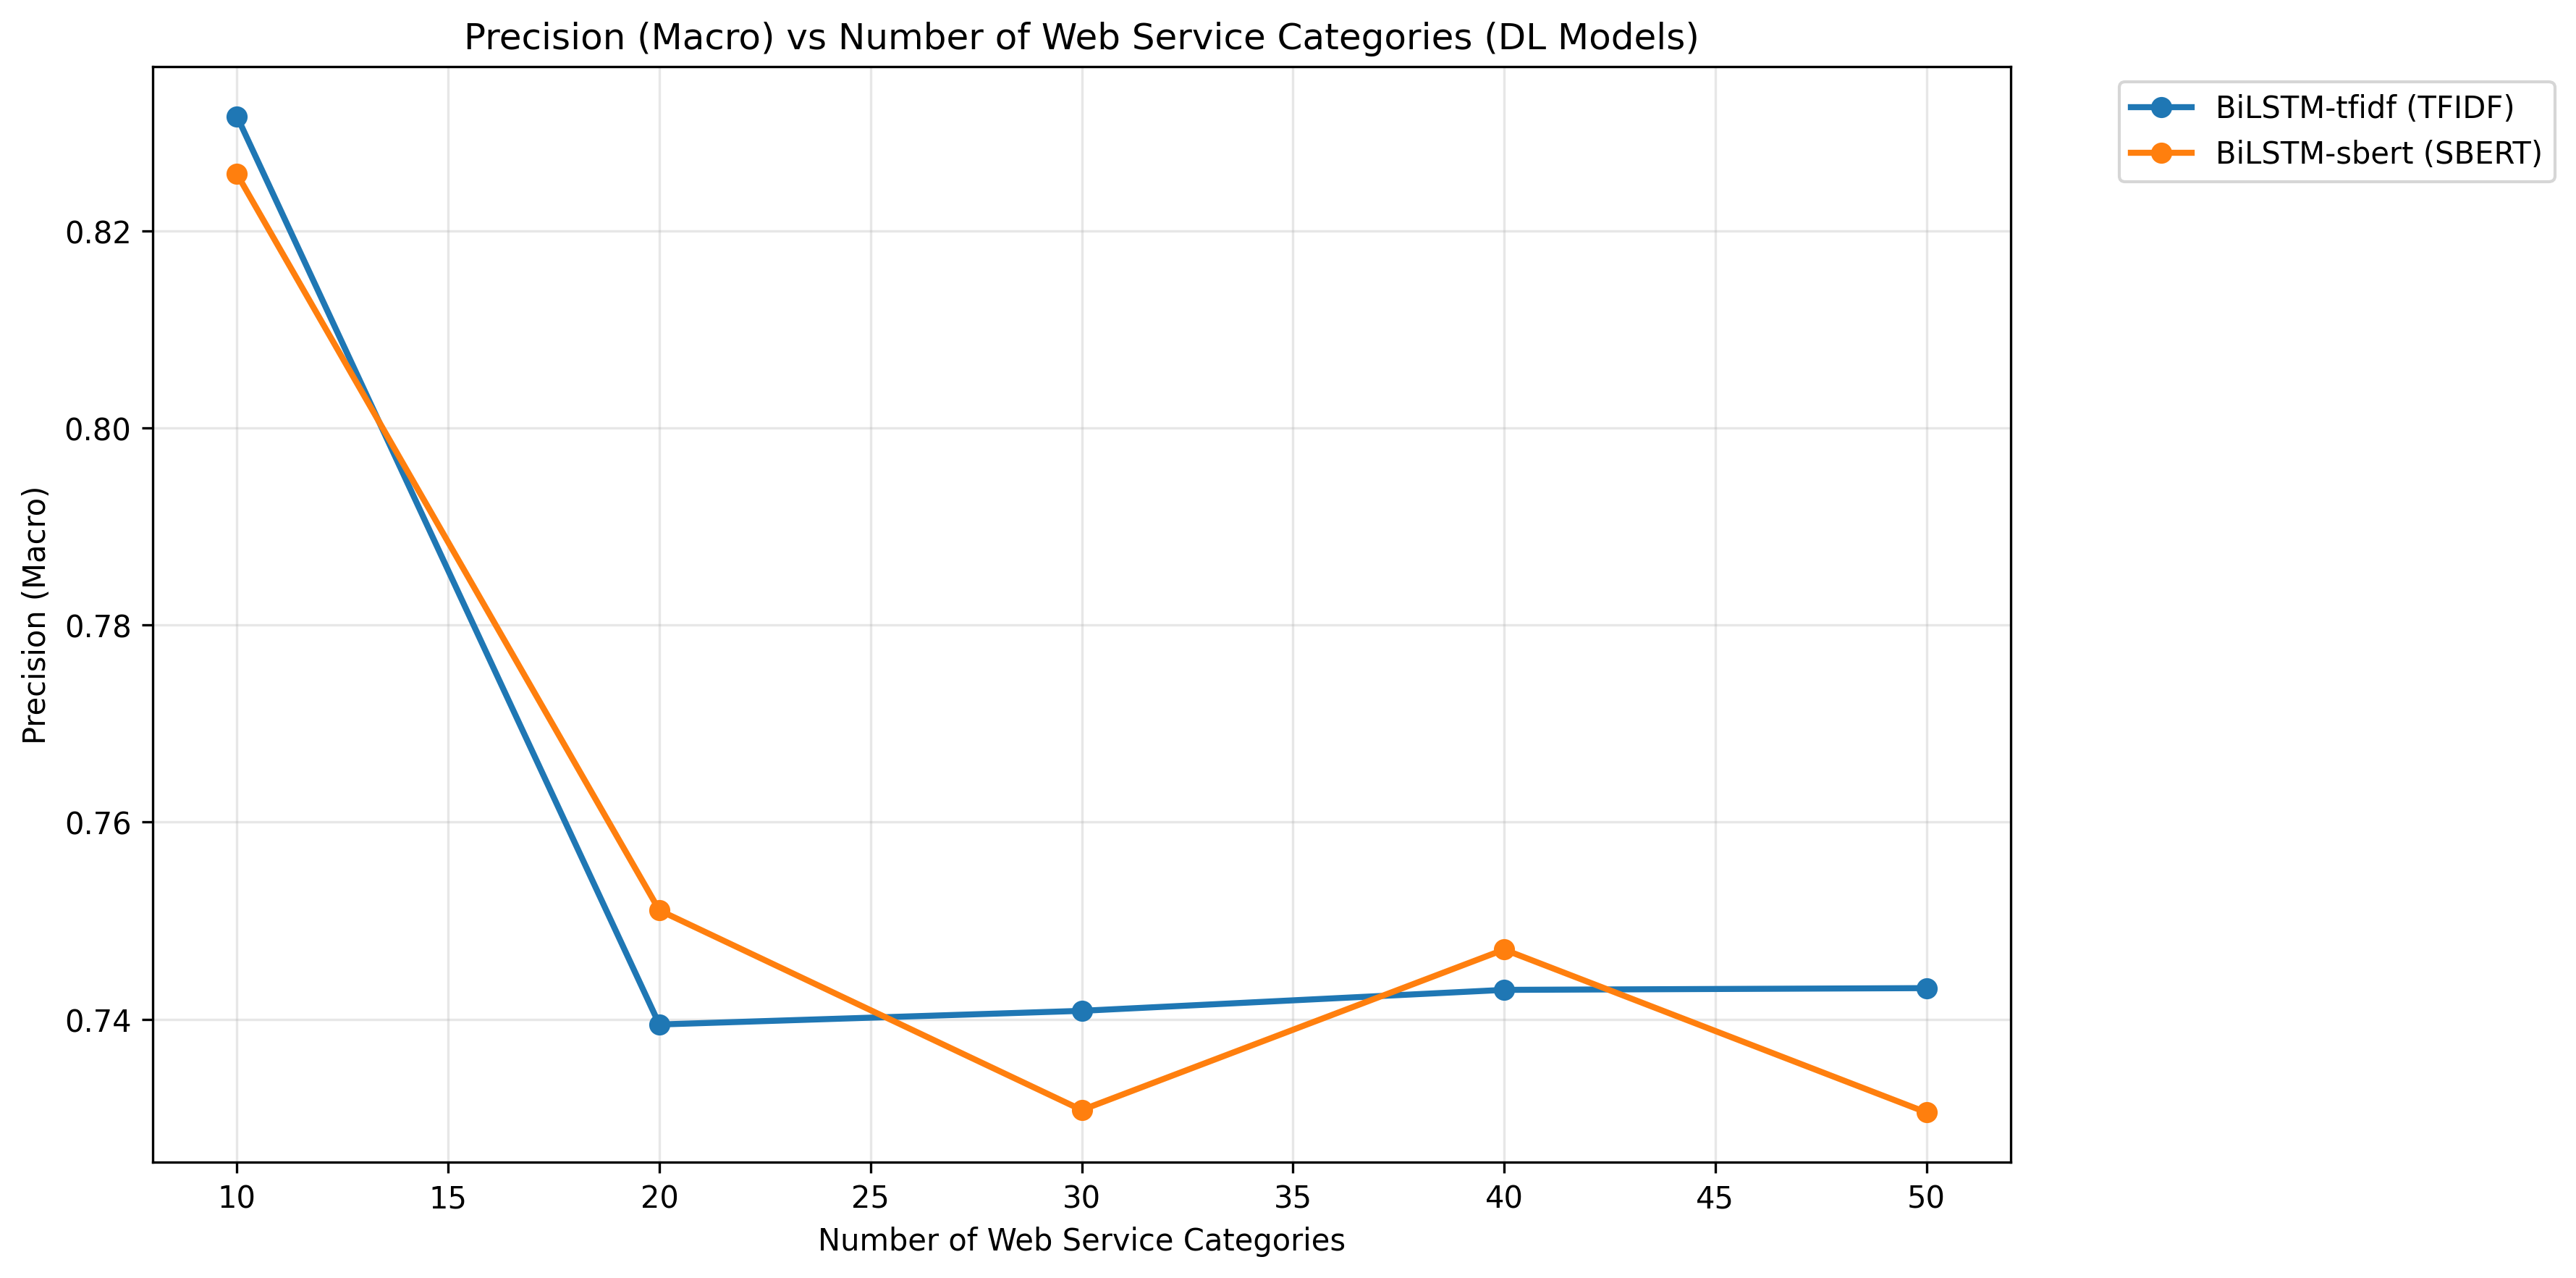 Precision (Macro) vs Number of Web Service Categories (DL Models)
BiLSTM-tfidf (TFIDF)
BiLSTM-sbert (SBERT)
Precision (Macro)
0.82
0.80
0.78
0.76
0.74
10 15 20 25 30 35 40 45 50
Number of Web Service Categories